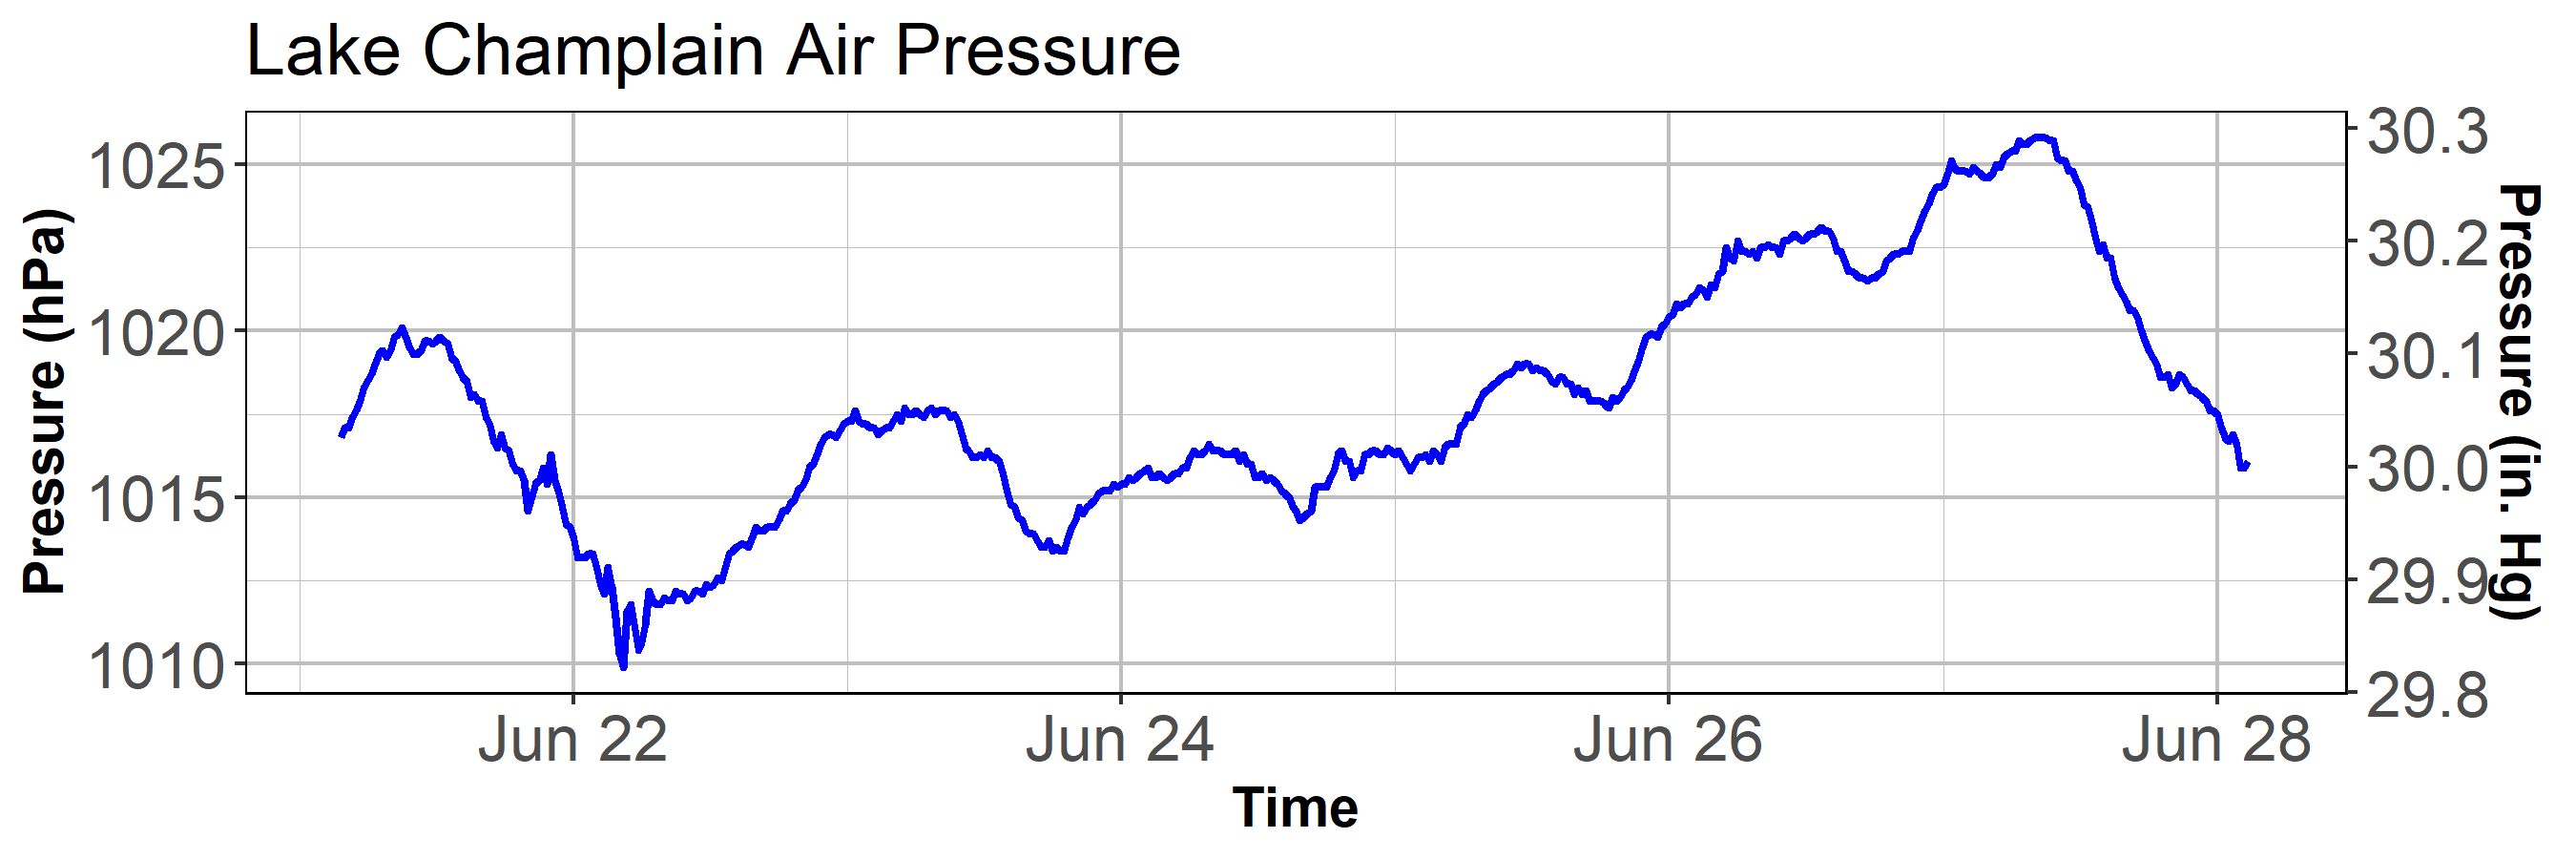 Lake Champlain Air Pressure
Pressure (hPa)
1025
1020
1015
1010
30.3
30.2
30.1
30.0
29.9
29.8
Pressure (in. Hg)
Jun 22
Jun 24
Jun 26
Jun 28
Time